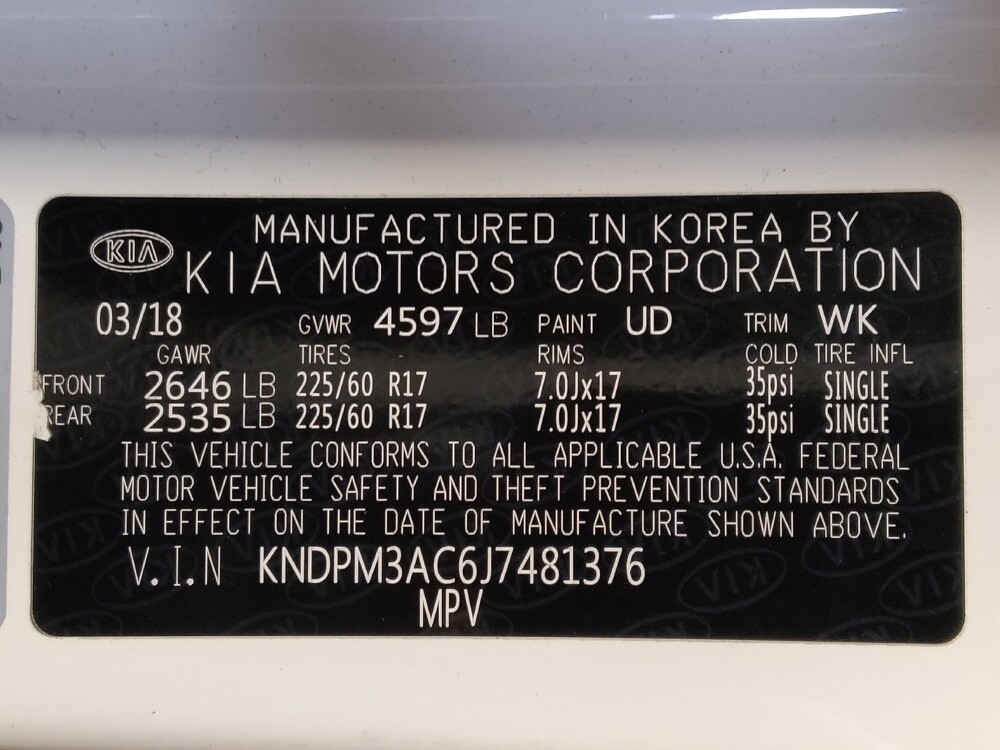 MANUFACTURED IN KOREA BY
KIA KIA MOTORS CORPORATION
03/18 GVWR 4597 LB PAINT UD TRIM WK
GAWR TIRES RIMS COLD TIRE INFL
FRONT 2646 LB 225/60 R17 7.0Jx17 35psi SINGLE
REAR 2535 LB 225/60 R17 7.0Jx17 35psi SINGLE
THIS VEHICLE CONFORMS TO ALL APPLICABLE U.S.A. FEDERAL
MOTOR VEHICLE SAFETY AND THEFT PREVENTION STANDARDS
IN EFFECT ON THE DATE OF MANUFACTURE SHOWN ABOVE.
V.I.N KNDPM3AC6J7481376
MPV